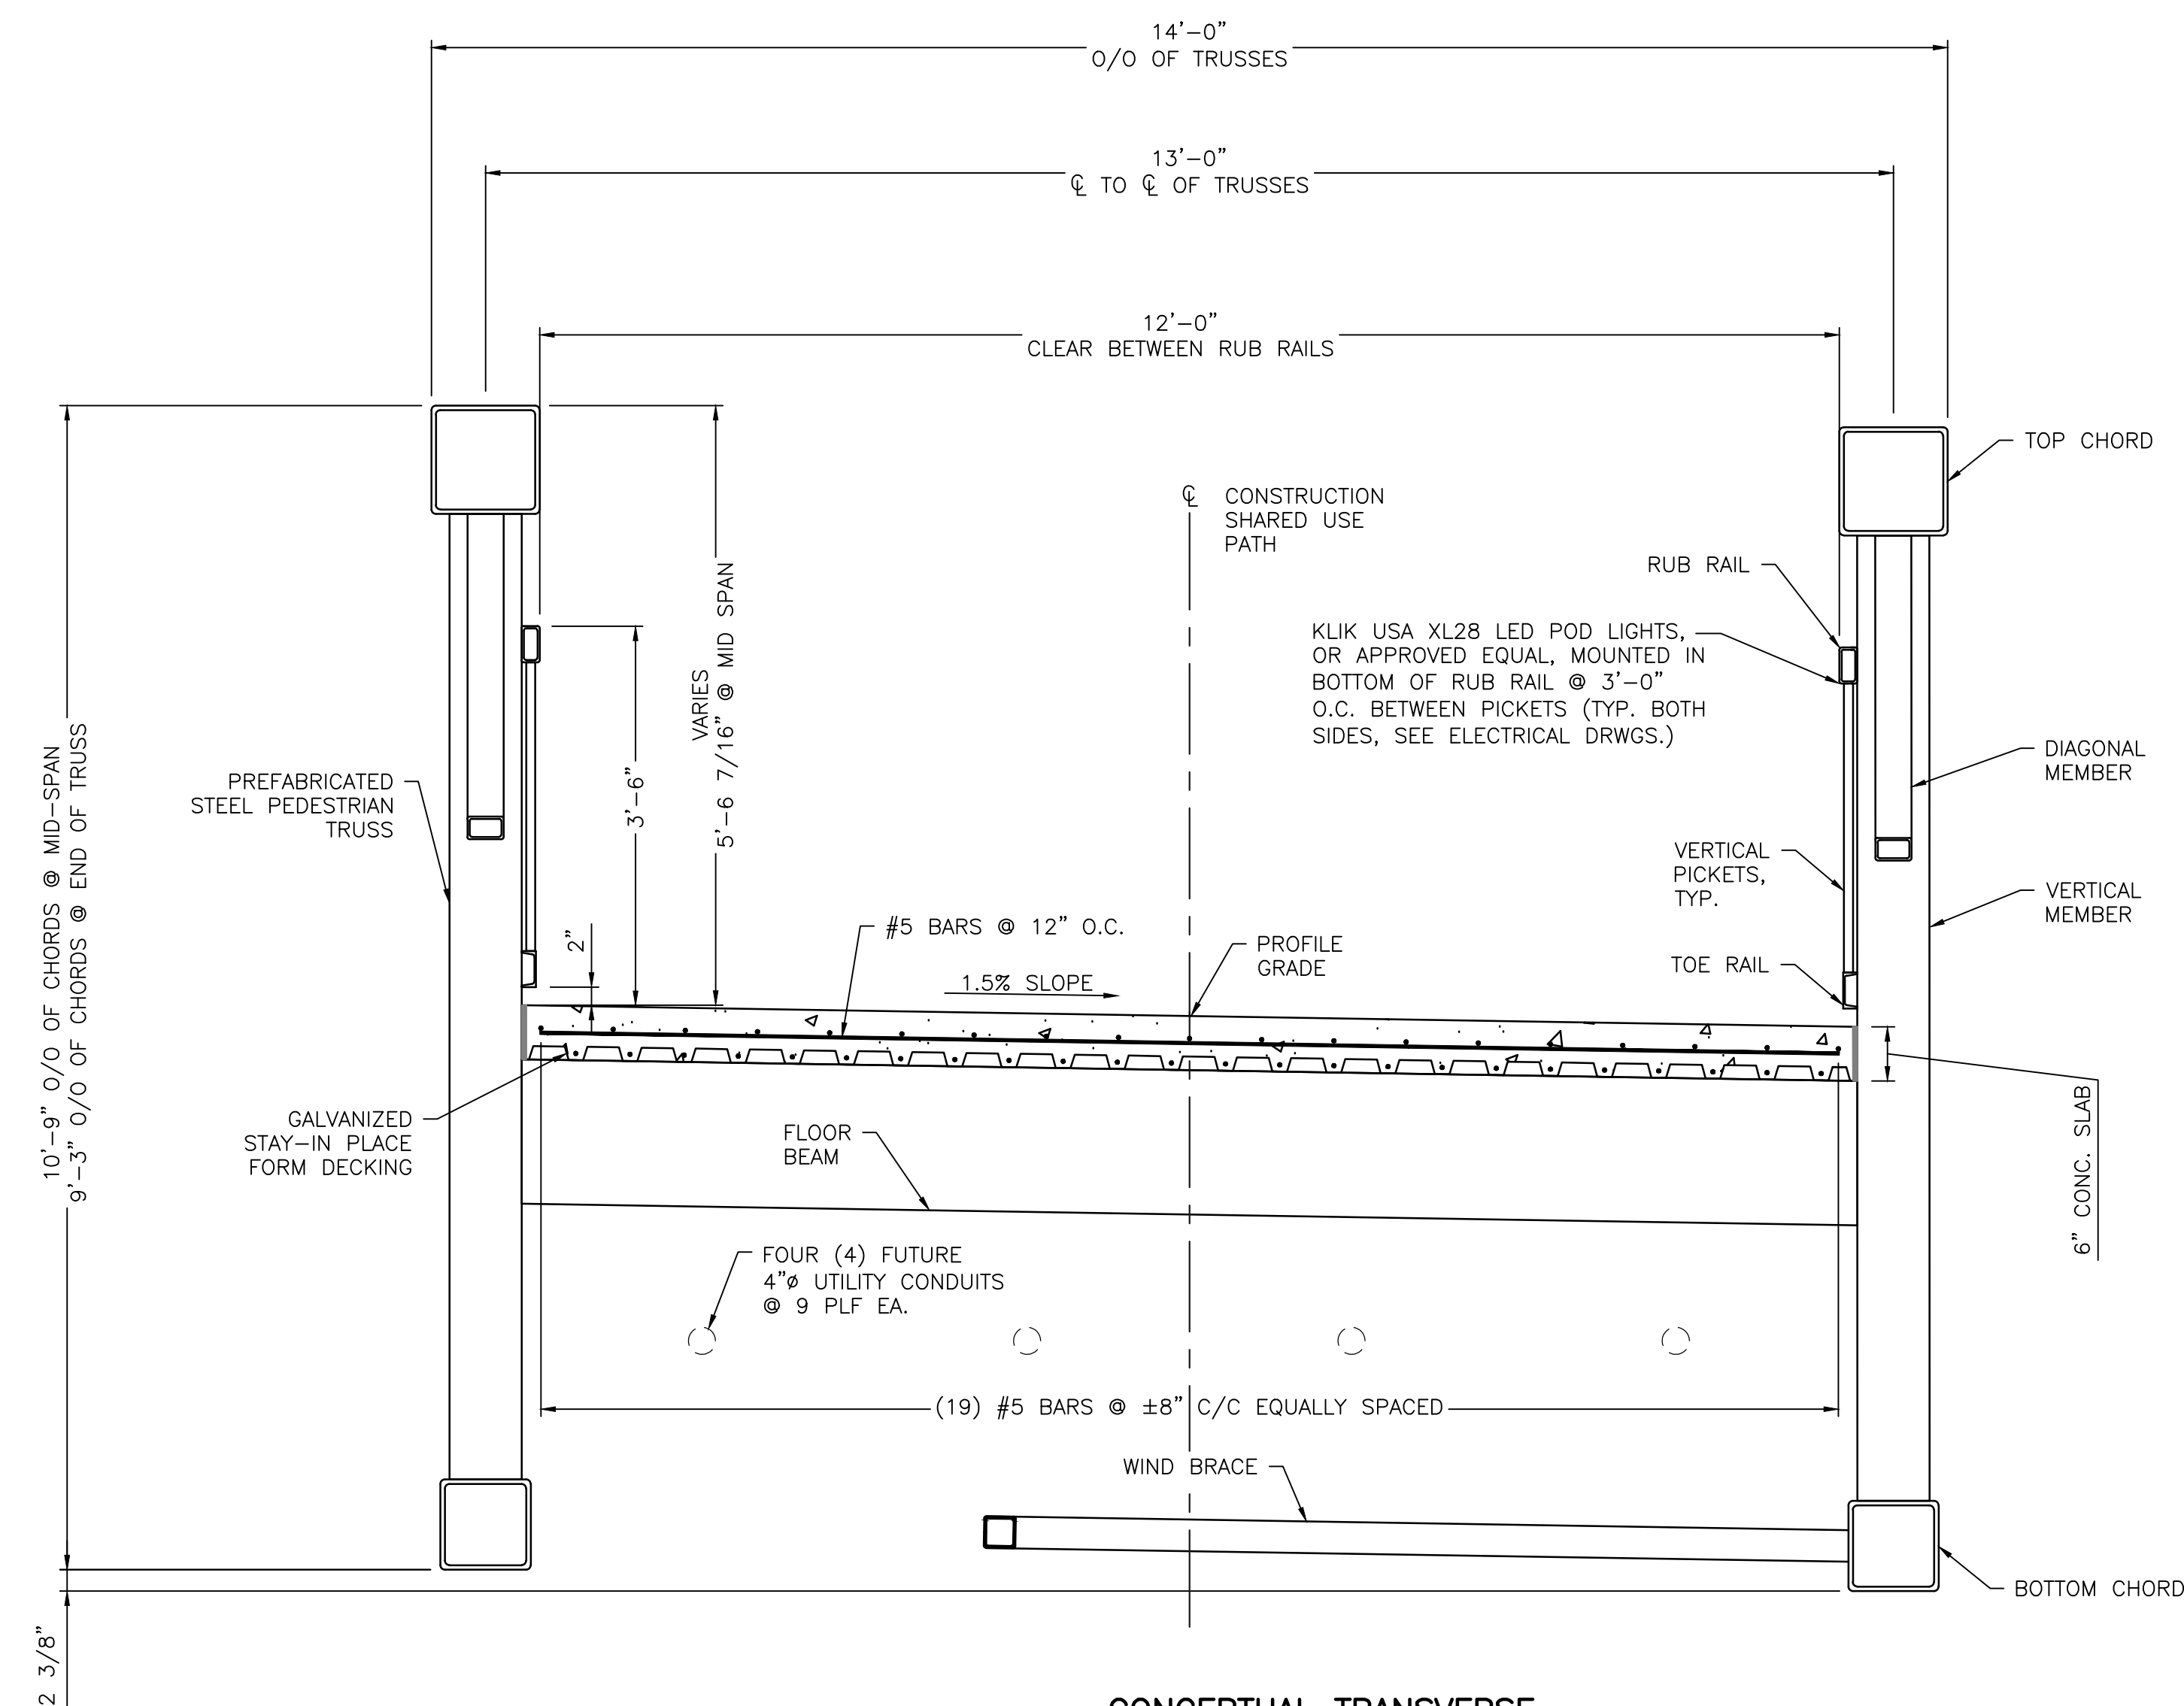 14'-0"
O/O OF TRUSSES
13'-0"
℄ TO ℄ OF TRUSSES
12'-0"
CLEAR BETWEEN RUB RAILS
TOP CHORD
℄ CONSTRUCTION
SHARED USE
PATH
RUB RAIL
KLIK USA XL28 LED POD LIGHTS,
OR APPROVED EQUAL, MOUNTED IN
BOTTOM OF RUB RAIL @ 3'-0"
O.C. BETWEEN PICKETS (TYP. BOTH
SIDES, SEE ELECTRICAL DRWGS.)
VARIES
5'-6 7/16" @ MID SPAN
3'-6"
10'-9" O/O OF CHORDS @ MID-SPAN
9'-3" O/O OF CHORDS @ END OF TRUSS
PREFABRICATED
STEEL PEDESTRIAN
TRUSS
DIAGONAL
MEMBER
VERTICAL
PICKETS,
TYP.
VERTICAL
MEMBER
2"
#5 BARS @ 12" O.C.
PROFILE
GRADE
TOE RAIL
1.5% SLOPE
GALVANIZED
STAY-IN PLACE
FORM DECKING
FLOOR
BEAM
6" CONC. SLAB
FOUR (4) FUTURE
4"ø UTILITY CONDUITS
@ 9 PLF EA.
(19) #5 BARS @ ±8" C/C EQUALLY SPACED
WIND BRACE
BOTTOM CHORD
2 3/8"
CONCEPTUAL TRANSVERSE